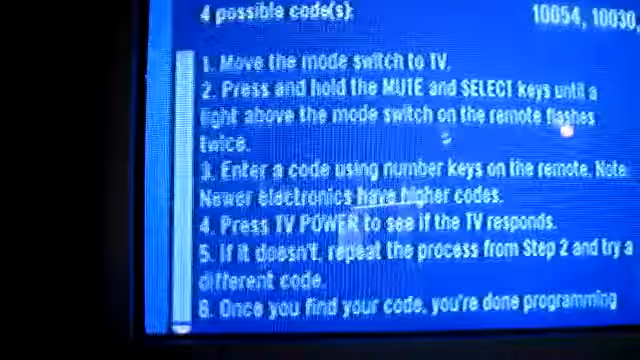 4 possible code(s): 10054, 10030,
1. Move the mode switch to TV.
2. Press and hold the MUTE and SELECT keys until a
light above the mode switch on the remote flashes
twice.
3. Enter a code using number keys on the remote. Note:
Newer electronics have higher codes.
4. Press TV POWER to see if the TV responds.
5. If it doesn't, repeat the process from Step 2 and try a
different code.
6. Once you find your code, you're done programming